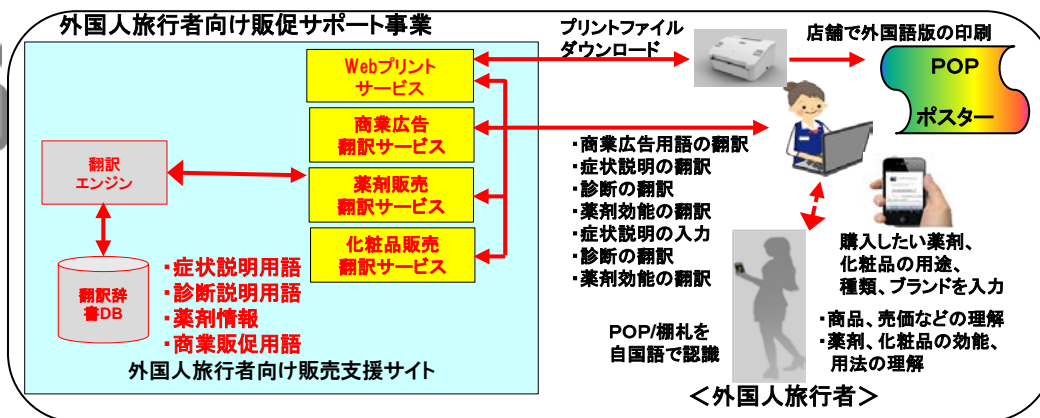 外国人旅行者向け販促サポート事業
Webプリント
サービス
商業広告
翻訳サービス
薬剤販売
翻訳サービス
化粧品販売
翻訳サービス
翻訳
エンジン
翻訳辞
書DB
・症状説明用語
・診断説明用語
・薬剤情報
・商業販促用語
外国人旅行者向け販売支援サイト
プリントファイル
ダウンロード
店舗で外国語版の印刷
POP
ポスター
・商業広告用語の翻訳
・症状説明の翻訳
・診断の翻訳
・薬剤効能の翻訳
・症状説明の入力
・診断の翻訳
・薬剤効能の翻訳
購入したい薬剤、
化粧品の用途、
種類、ブランドを入力
・商品、売価などの理解
・薬剤、化粧品の効能、
用法の理解
POP/棚札を
自国語で認識
＜外国人旅行者＞